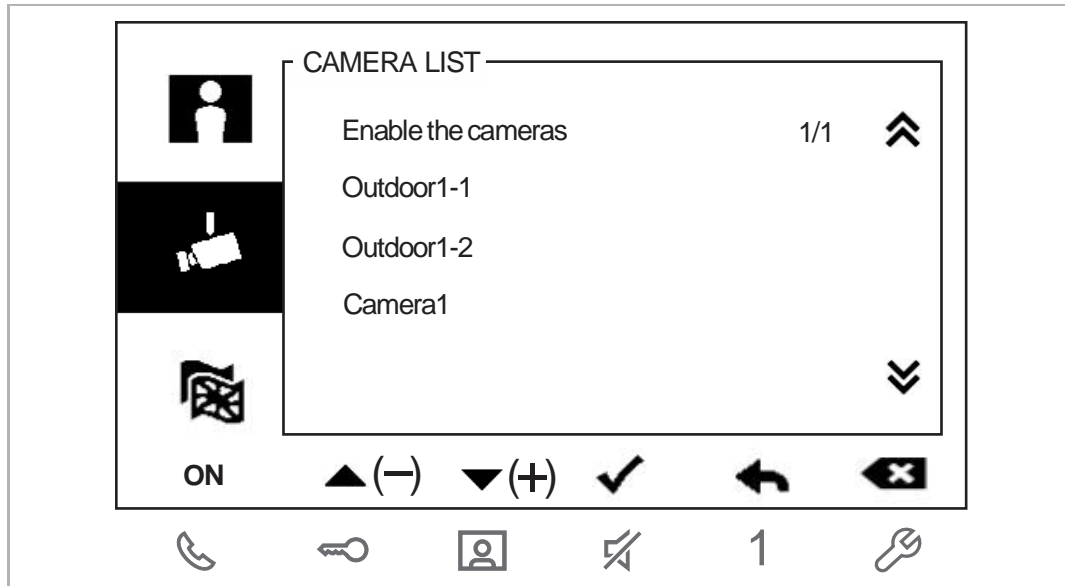 CAMERA LIST
Enable the cameras 1/1
Outdoor1-1
Outdoor1-2
Camera1
ON (—) (+)
1